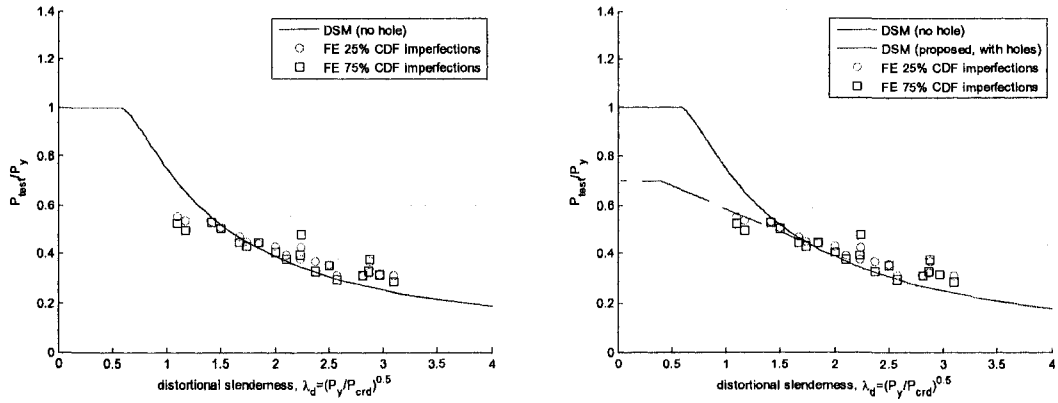 1.4
1.2
1
0.8
0.6
0.4
0.2
0
P_test/P_y
DSM (no hole)
FE 25% CDF imperfections
FE 75% CDF imperfections
0 0.5 1 1.5 2 2.5 3 3.5 4
distortional slenderness, λ_d=(P_y/P_crd)^0.5
1.4
1.2
1
0.8
0.6
0.4
0.2
0
P_test/P_y
DSM (no hole)
DSM (proposed, with holes)
FE 25% CDF imperfections
FE 75% CDF imperfections
0 0.5 1 1.5 2 2.5 3 3.5 4
distortional slenderness, λ_d=(P_y/P_crd)^0.5